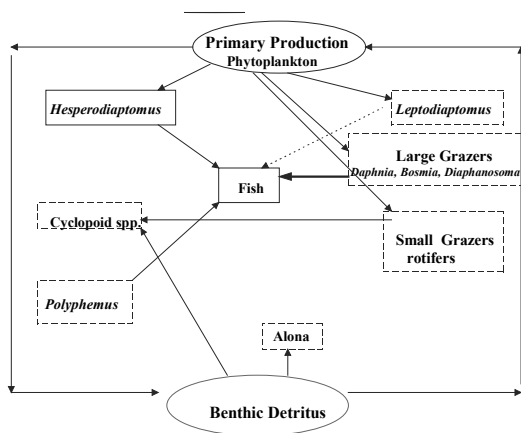 Primary Production
Phytoplankton
Hesperodiaptomus
Leptodiaptomus
Large Grazers
Daphnia, Bosmia, Diaphanosoma
Fish
Cyclopoid spp.
Small Grazers
rotifers
Polyphemus
Alona
Benthic Detritus